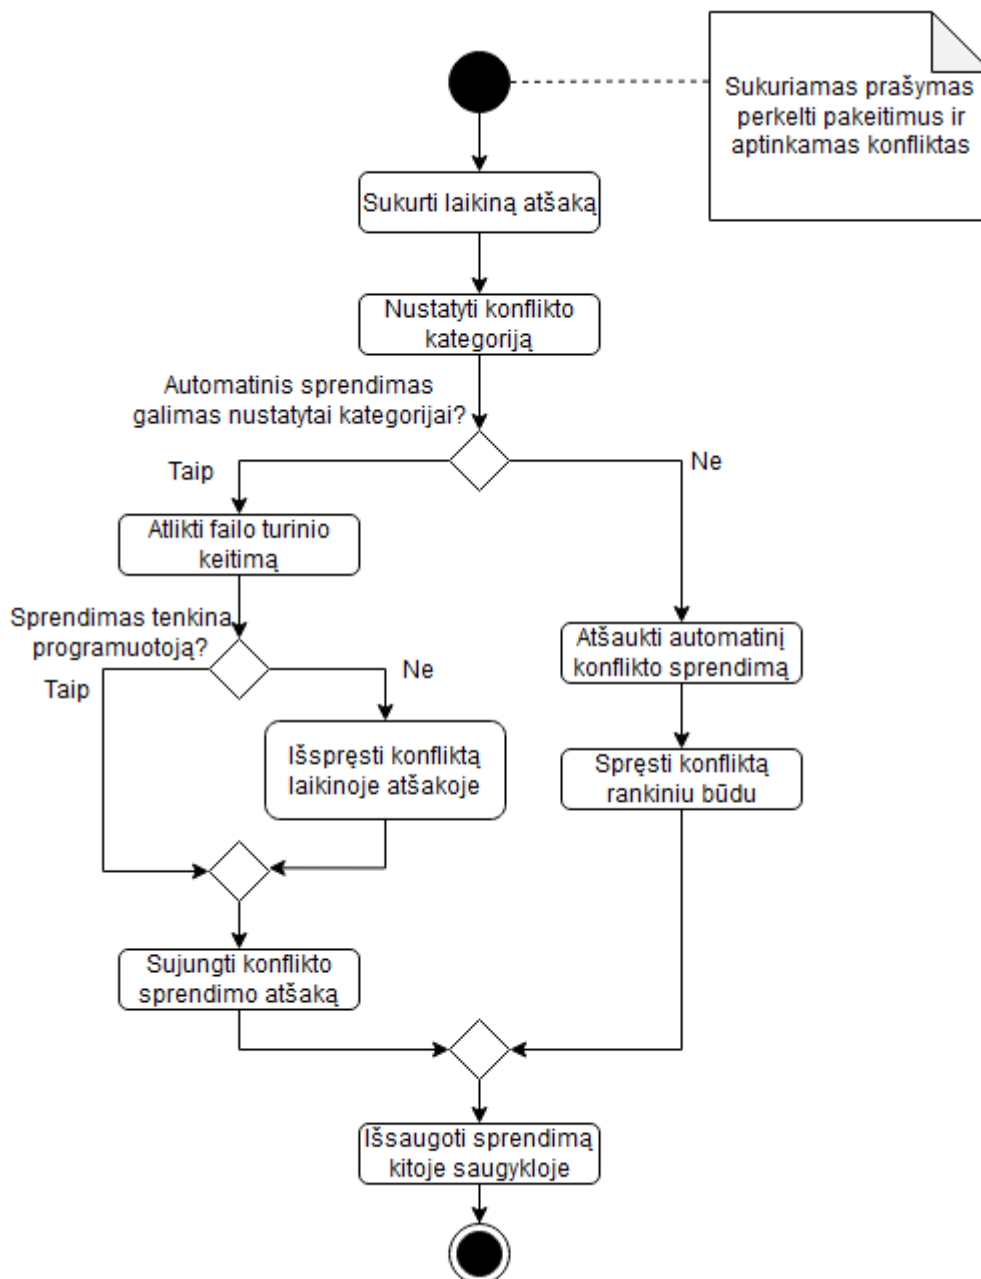 Sukuriamas prašymas
perkelti pakeitimus ir
aptinkamas konfliktas
Sukurti laikiną atšaką
Nustatyti konflikto
kategoriją
Automatinis sprendimas
galimas nustatytai kategorijai?
Taip
Ne
Atlikti failo turinio
keitimą
Sprendimas tenkina
programuotoją?
Taip
Ne
Atšaukti automatinį
konflikto sprendimą
Išspręsti konfliktą
laikinoje atšakoje
Spręsti konfliktą
rankiniu būdu
Sujungti konflikto
sprendimo atšaką
Išsaugoti sprendimą
kitoje saugykloje